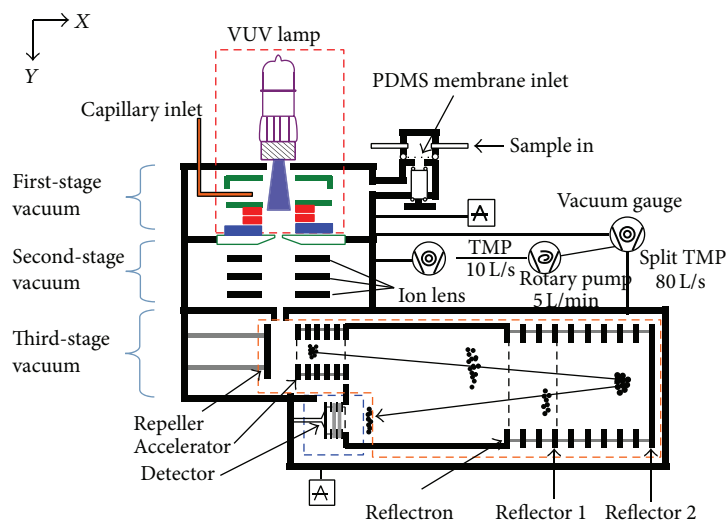 X
Y
VUV lamp
PDMS membrane inlet
Capillary inlet
Sample in
First-stage
vacuum
A
Vacuum gauge
Second-stage
vacuum
TMP
10 L/s
Rotary pump
5 L/min
Split TMP
80 L/s
Ion lens
Third-stage
vacuum
Repeller
Accelerator
Detector
A
Reflectron
Reflector 1
Reflector 2